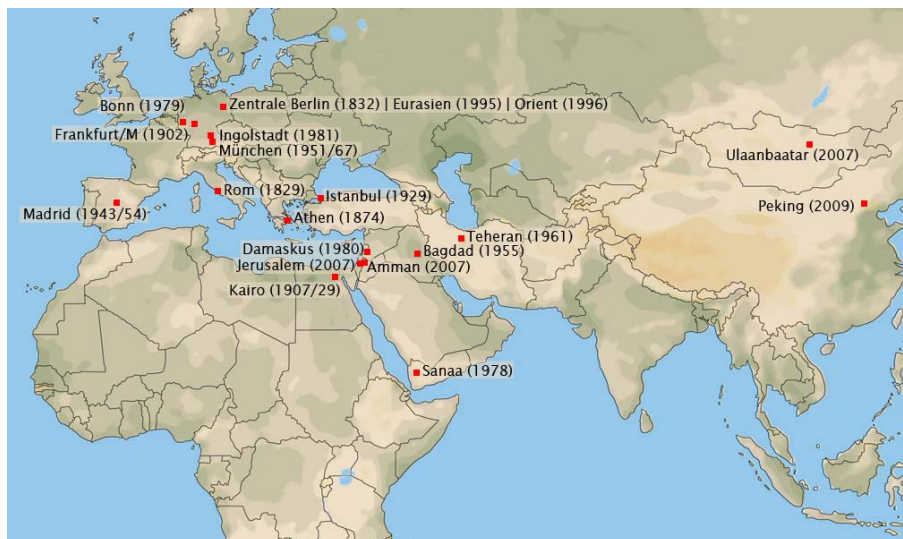 Bonn (1979)
Zentrale Berlin (1832) | Eurasien (1995) | Orient (1996)
Frankfurt/M (1902)
Ingolstadt (1981)
München (1951/67)
Ulaanbaatar (2007)
Rom (1829)
Istanbul (1929)
Madrid (1943/54)
Peking (2009)
Athen (1874)
Teheran (1961)
Damaskus (1980)
Bagdad (1955)
Jerusalem (2007)
Amman (2007)
Kairo (1907/29)
Sanaa (1978)